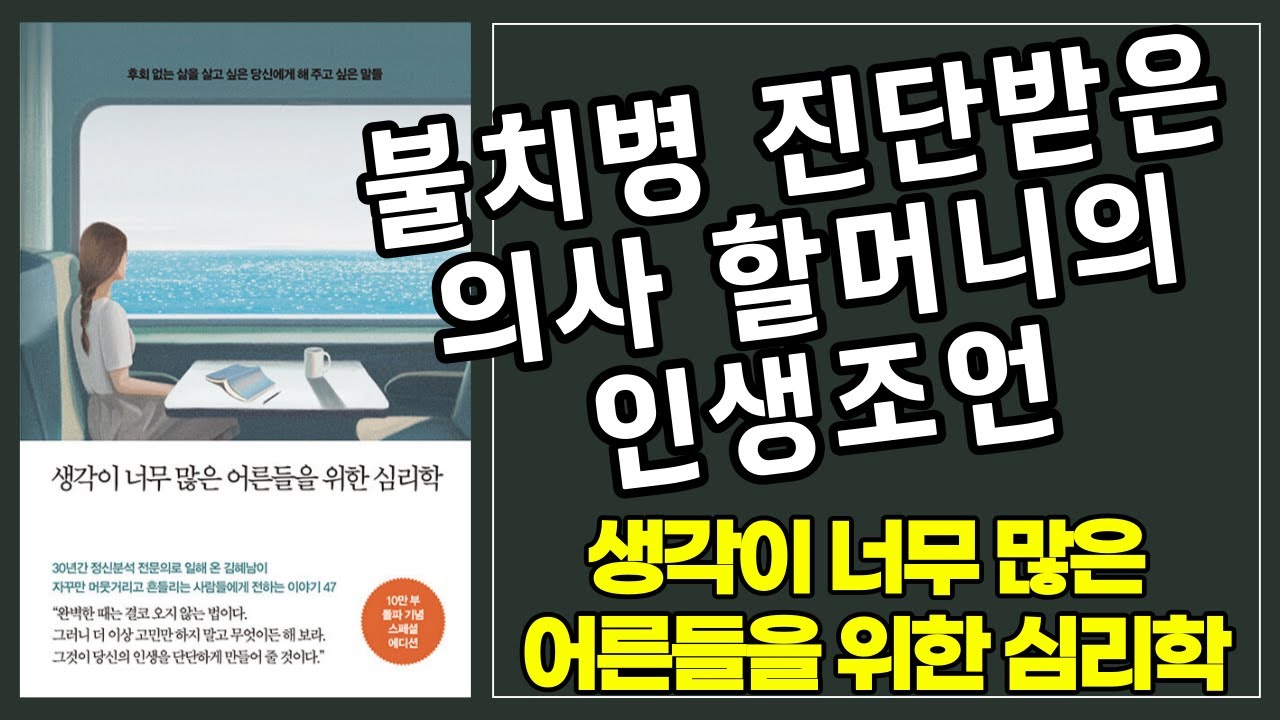 후회 없는 삶을 살고 싶은 당신에게 해 주고 싶은 말들
생각이 너무 많은 어른들을 위한 심리학
30년간 정신분석 전문의로 일해 온 김혜남이
자꾸만 머뭇거리고 흔들리는 사람들에게 전하는 이야기 47
“완벽한 때는 결코 오지 않는 법이다.
그러니 더 이상 고민만 하지 말고 무엇이든 해 보라.
그것이 당신의 인생을 단단하게 만들어 줄 것이다.”
10만 부
돌파 기념
스페셜
에디션
불치병 진단받은
의사 할머니의
인생조언
생각이 너무 많은
어른들을 위한 심리학